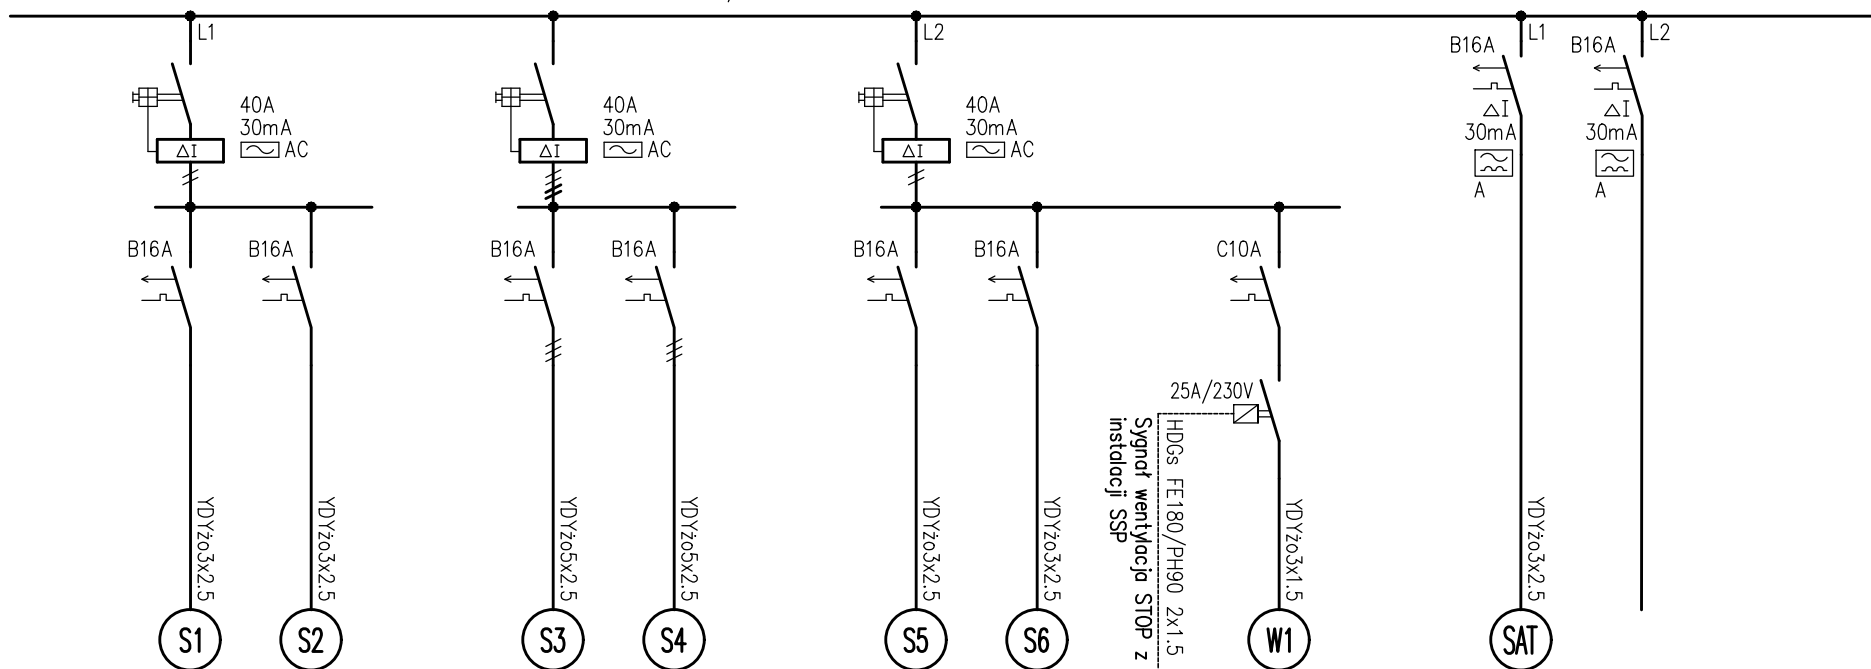 L1
L2
L1
L2
B16A
B16A
40A
30mA
AC
ΔI
40A
30mA
AC
ΔI
40A
30mA
AC
ΔI
ΔI
30mA
A
ΔI
30mA
A
B16A
B16A
B16A
B16A
B16A
B16A
C10A
25A/230V
HDGs FE180/PH90 2x1.5
Sygnał wentylacja STOP z
instalacji SSP
YDYżo3x2.5
YDYżo3x2.5
YDYżo5x2.5
YDYżo5x2.5
YDYżo3x2.5
YDYżo3x2.5
YDYżo3x1.5
YDYżo3x2.5
S1
S2
S3
S4
S5
S6
W1
SAT